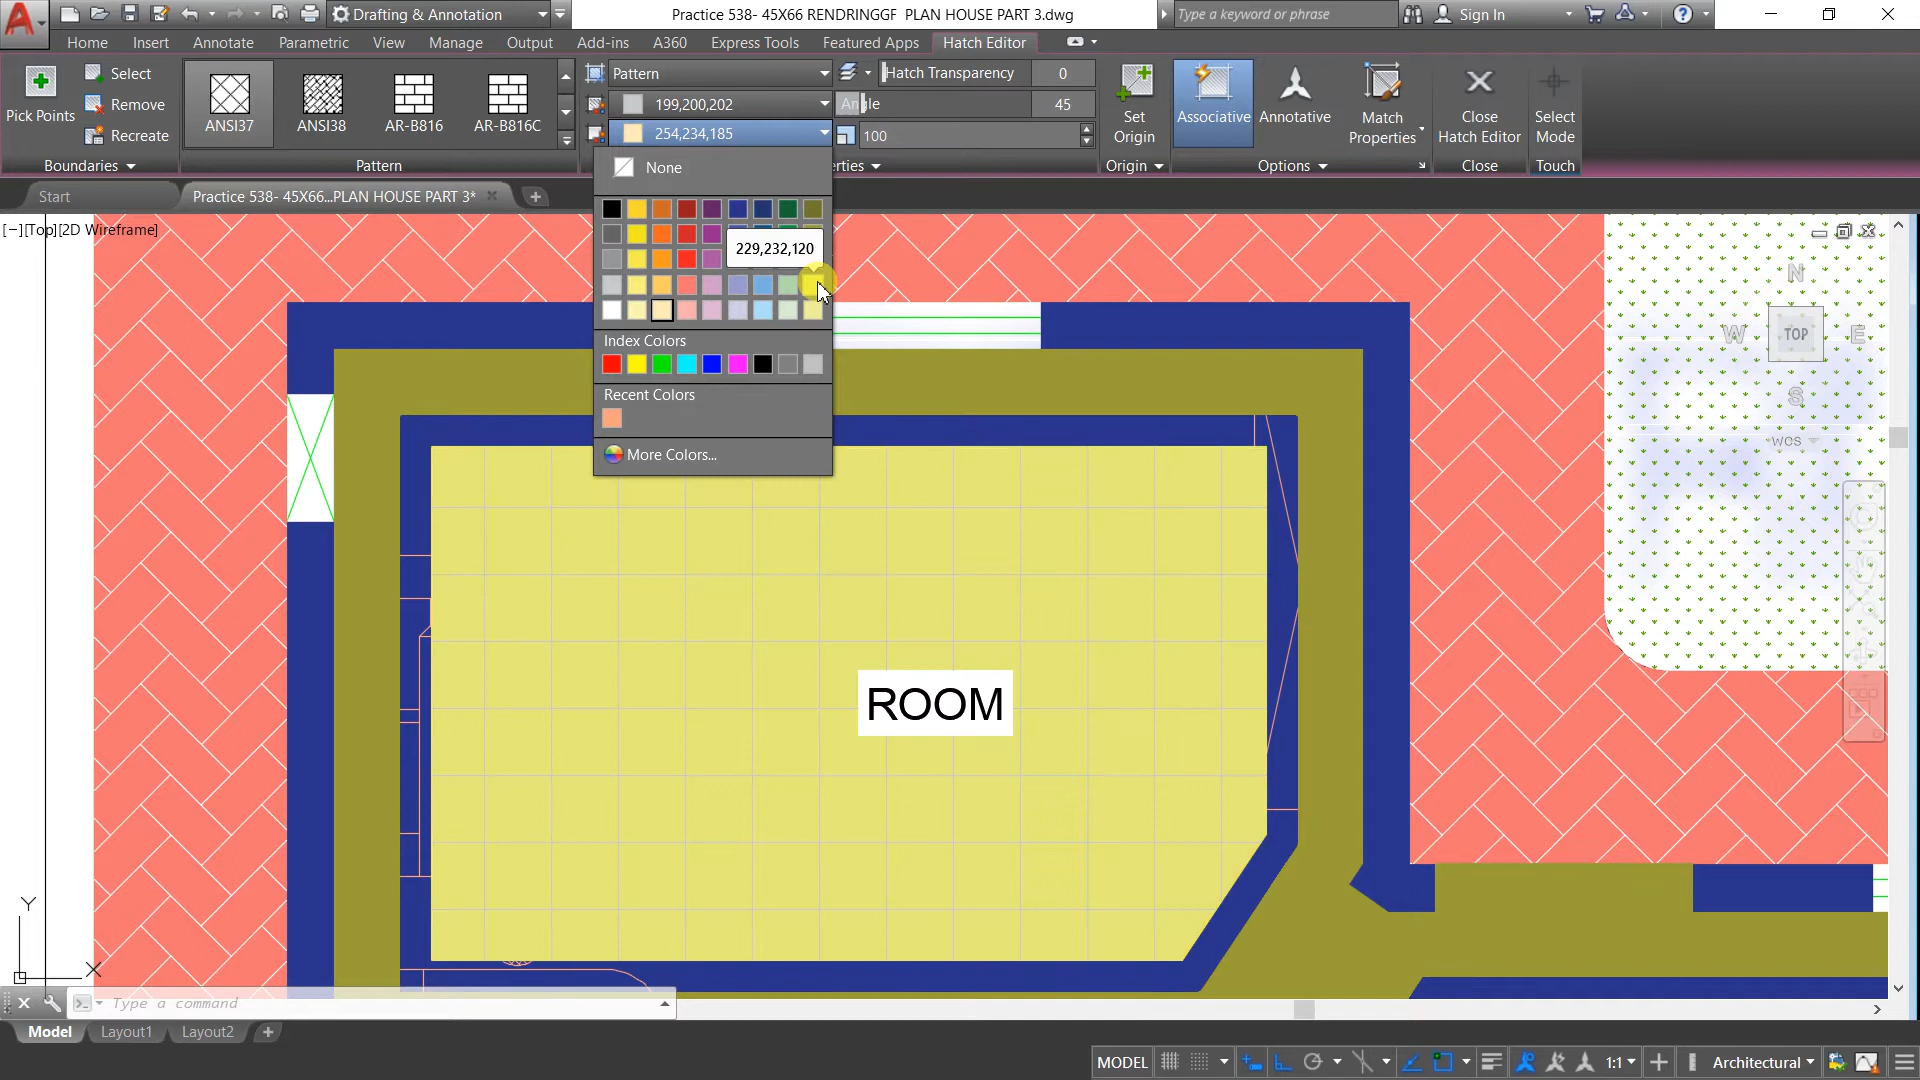 Drafting & Annotation
Practice 538- 45X66 RENDRINGGF PLAN HOUSE PART 3.dwg
Type a keyword or phrase
Sign In
Home Insert Annotate Parametric View Manage Output Add-ins A360 Express Tools Featured Apps Hatch Editor
Pick Points
Select
Remove
Recreate
Boundaries
ANSI37
ANSI38
AR-B816
AR-B816C
Pattern
Pattern
199,200,202
254,234,185
Hatch Transparency 0
Angle 45
100
Set
Origin
Origin
Associative
Annotative
Match
Properties
Options
Close
Hatch Editor
Close
Select
Mode
Touch
None
229,232,120
Index Colors
Recent Colors
More Colors...
Start
Practice 538- 45X66...PLAN HOUSE PART 3*
[−][Top][2D Wireframe]
N
W TOP E
S
WCS
ROOM
Y
X
Type a command
Model Layout1 Layout2
MODEL
1:1
Architectural